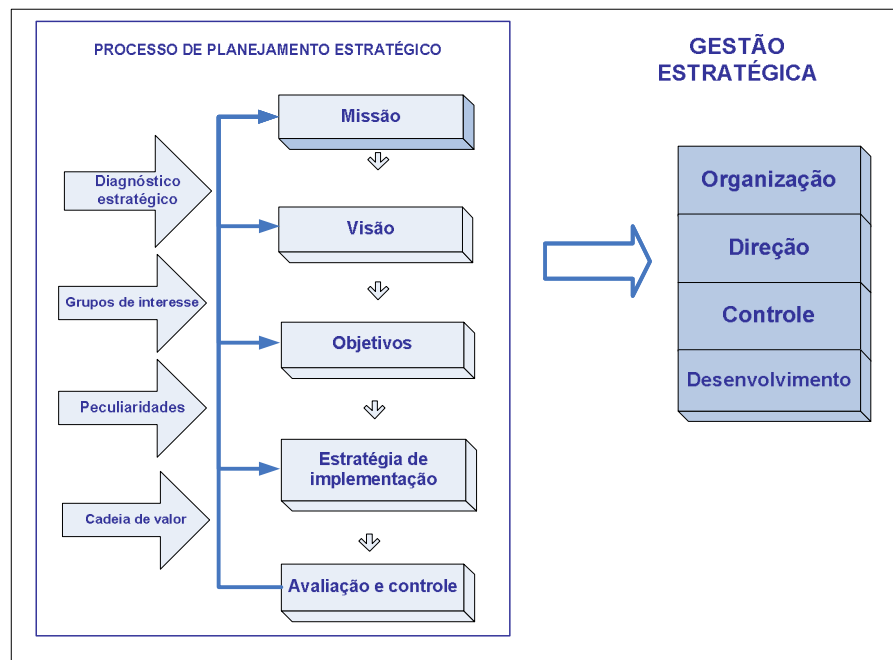 PROCESSO DE PLANEJAMENTO ESTRATÉGICO
Diagnóstico
estratégico
Grupos de interesse
Peculiaridades
Cadeia de valor
Missão
Visão
Objetivos
Estratégia de
implementação
Avaliação e controle
GESTÃO
ESTRATÉGICA
Organização
Direção
Controle
Desenvolvimento